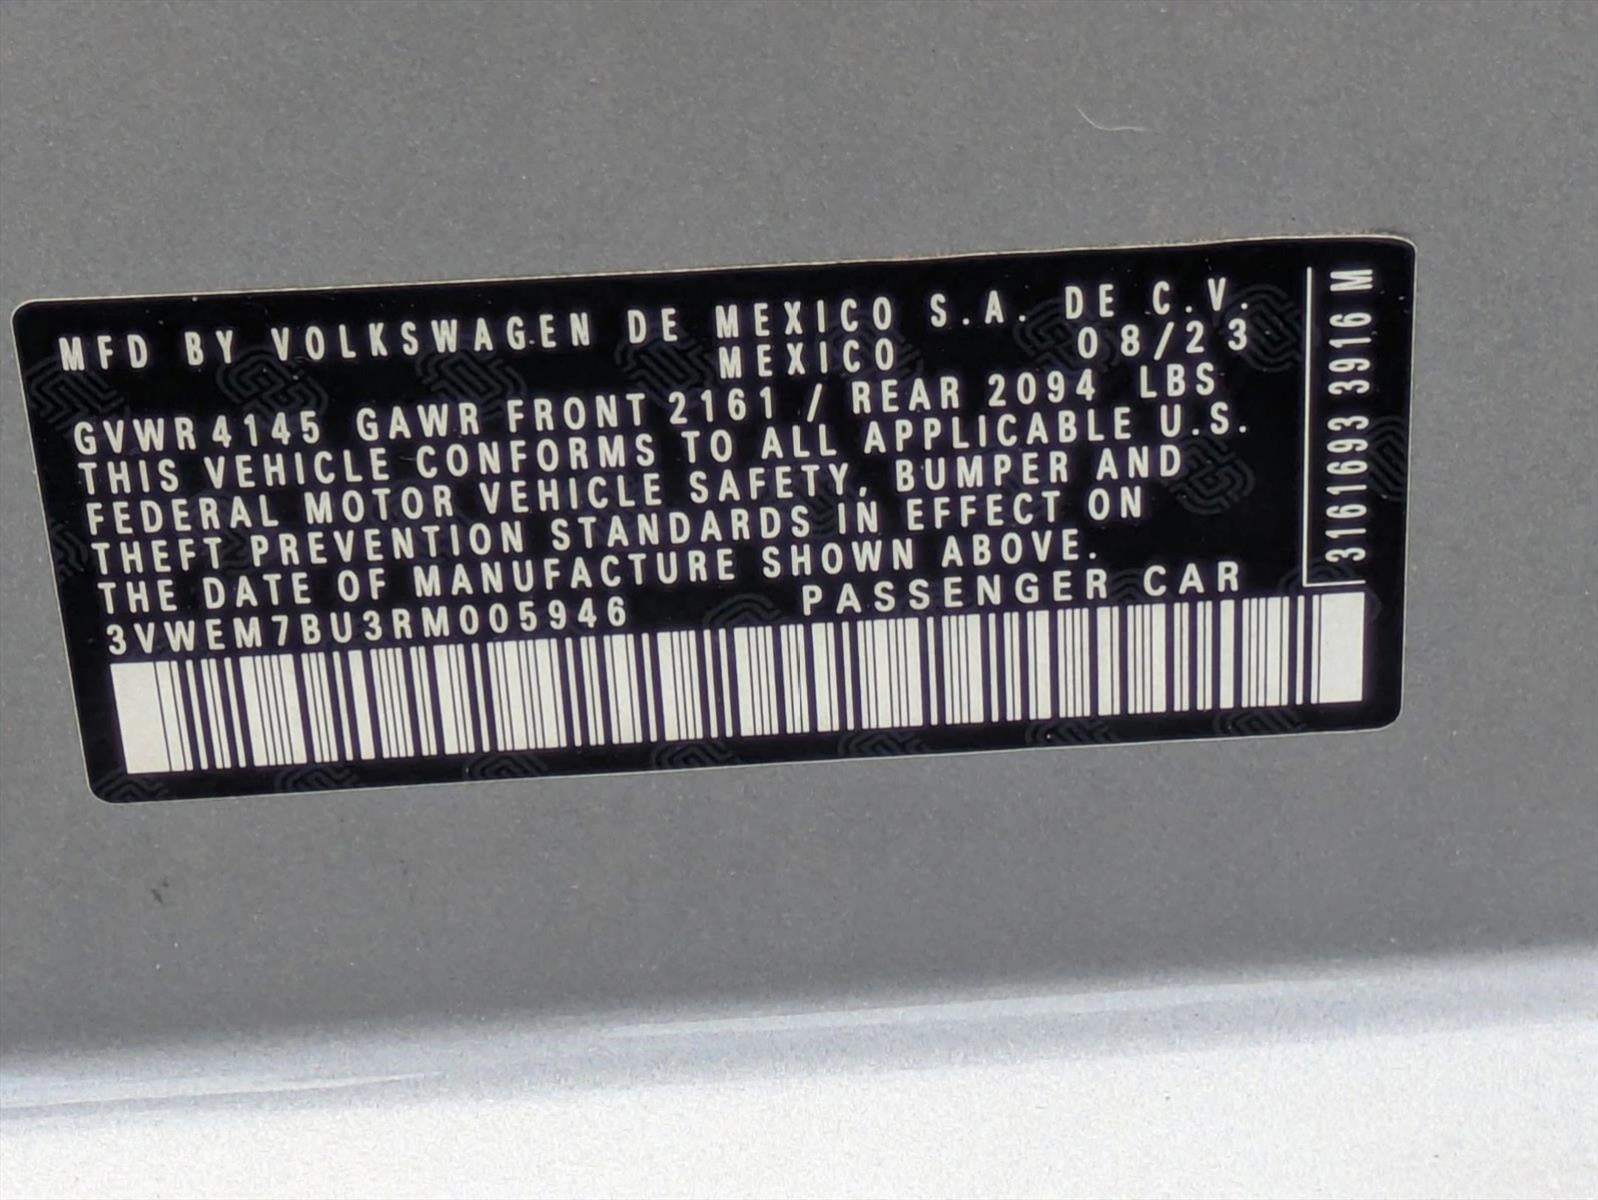 MFD BY VOLKSWAGEN DE MEXICO S.A. DE C.V.
MEXICO 08/23
GVWR 4145 GAWR FRONT 2161 / REAR 2094 LBS
THIS VEHICLE CONFORMS TO ALL APPLICABLE U.S.
FEDERAL MOTOR VEHICLE SAFETY, BUMPER AND
THEFT PREVENTION STANDARDS IN EFFECT ON
THE DATE OF MANUFACTURE SHOWN ABOVE.
3VWEM7BU3RM005946 PASSENGER CAR
3161693 3916 M